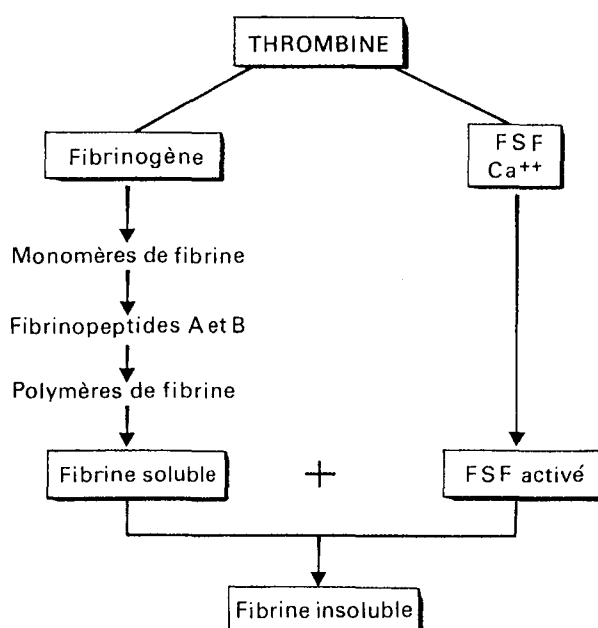 THROMBINE
Fibrinogène
FSF
Ca++
Monomères de fibrine
Fibrinopeptides A et B
Polymères de fibrine
Fibrine soluble
+
FSF activé
Fibrine insoluble